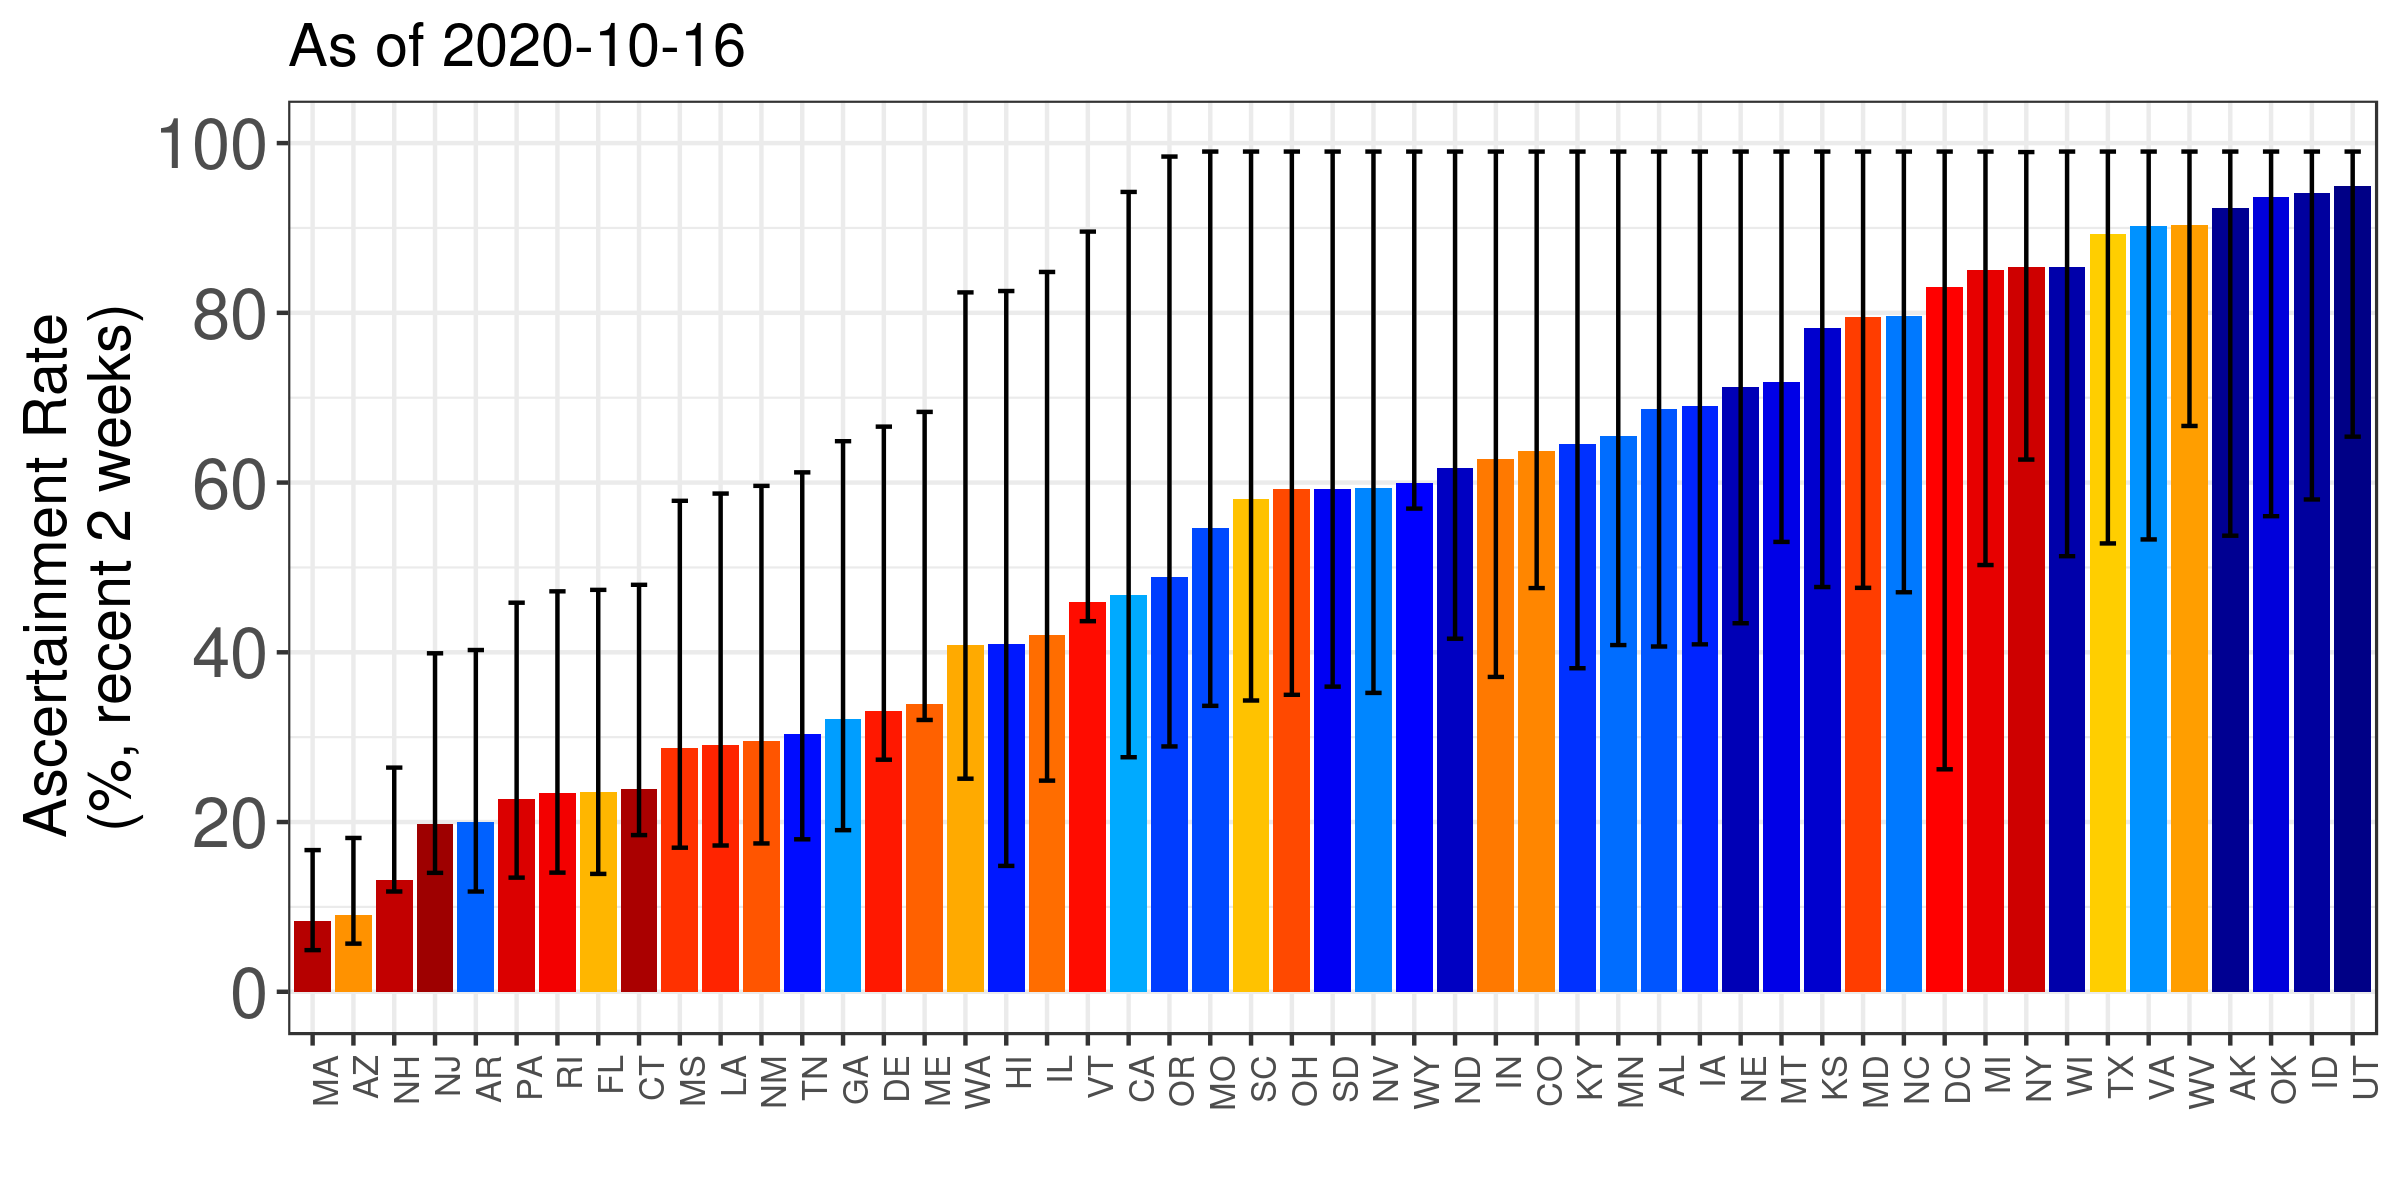 As of 2020-10-16
Ascertainment Rate
(%, recent 2 weeks)
100
80
60
40
20
0
MA AZ NH NJ AR PA RI FL CT MS LA NM TN GA DE ME WA HI IL VT CA OR MO SC OH SD NV WY ND IN CO KY MN AL IA NE MT KS MD NC DC MI NY WI TX VA WV AK OK ID UT